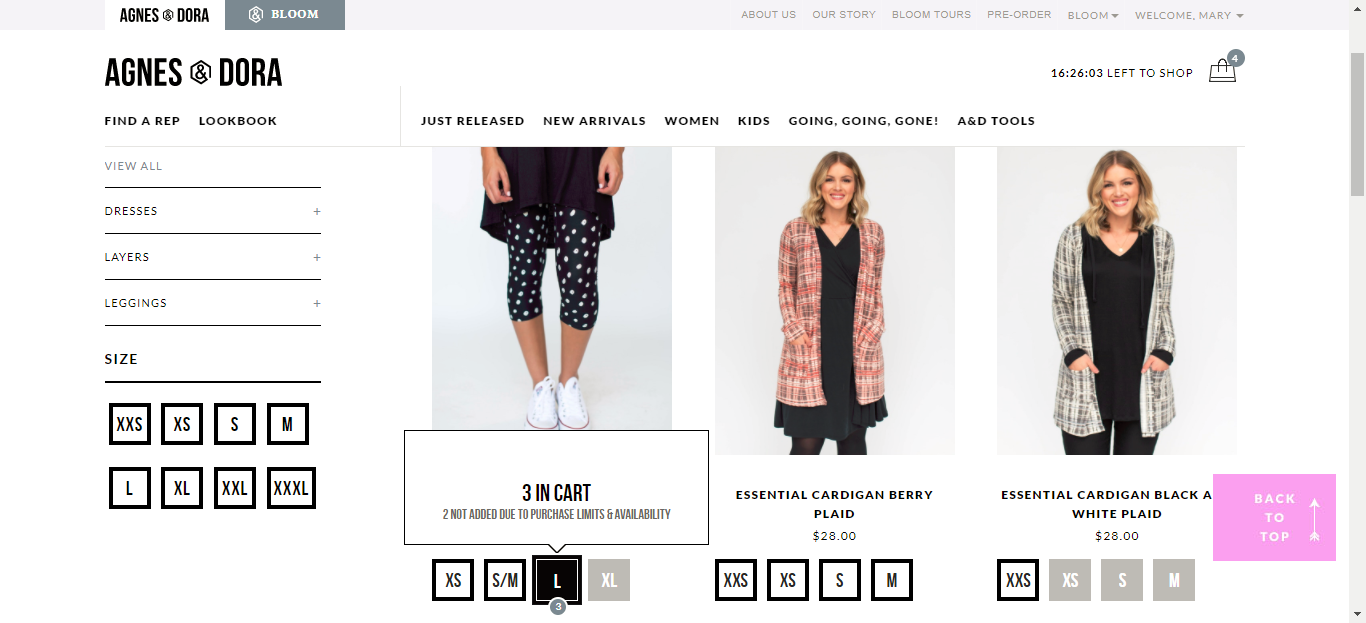 AGNES & DORA
& BLOOM
ABOUT US OUR STORY BLOOM TOURS PRE-ORDER BLOOM WELCOME, MARY
AGNES & DORA
16:26:03 LEFT TO SHOP
4
FIND A REP LOOKBOOK
JUST RELEASED NEW ARRIVALS WOMEN KIDS GOING, GOING, GONE! A&D TOOLS
VIEW ALL
DRESSES +
LAYERS +
LEGGINGS +
SIZE
XXS XS S M
L XL XXL XXXL
3 IN CART
2 NOT ADDED DUE TO PURCHASE LIMITS & AVAILABILITY
XS S/M L XL
3
ESSENTIAL CARDIGAN BERRY
PLAID
$28.00
XXS XS S M
ESSENTIAL CARDIGAN BLACK A
WHITE PLAID
$28.00
XXS XS S M
BACK
TO
TOP